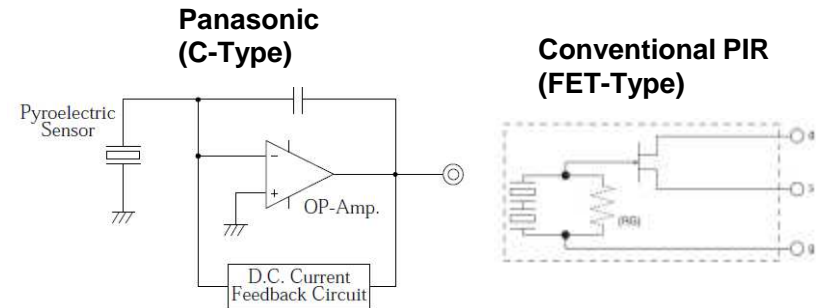 Panasonic
(C-Type)
Conventional PIR
(FET-Type)
Pyroelectric
Sensor
-
+
OP-Amp.
D.C. Current
Feedback Circuit
d
s
g
(RG)